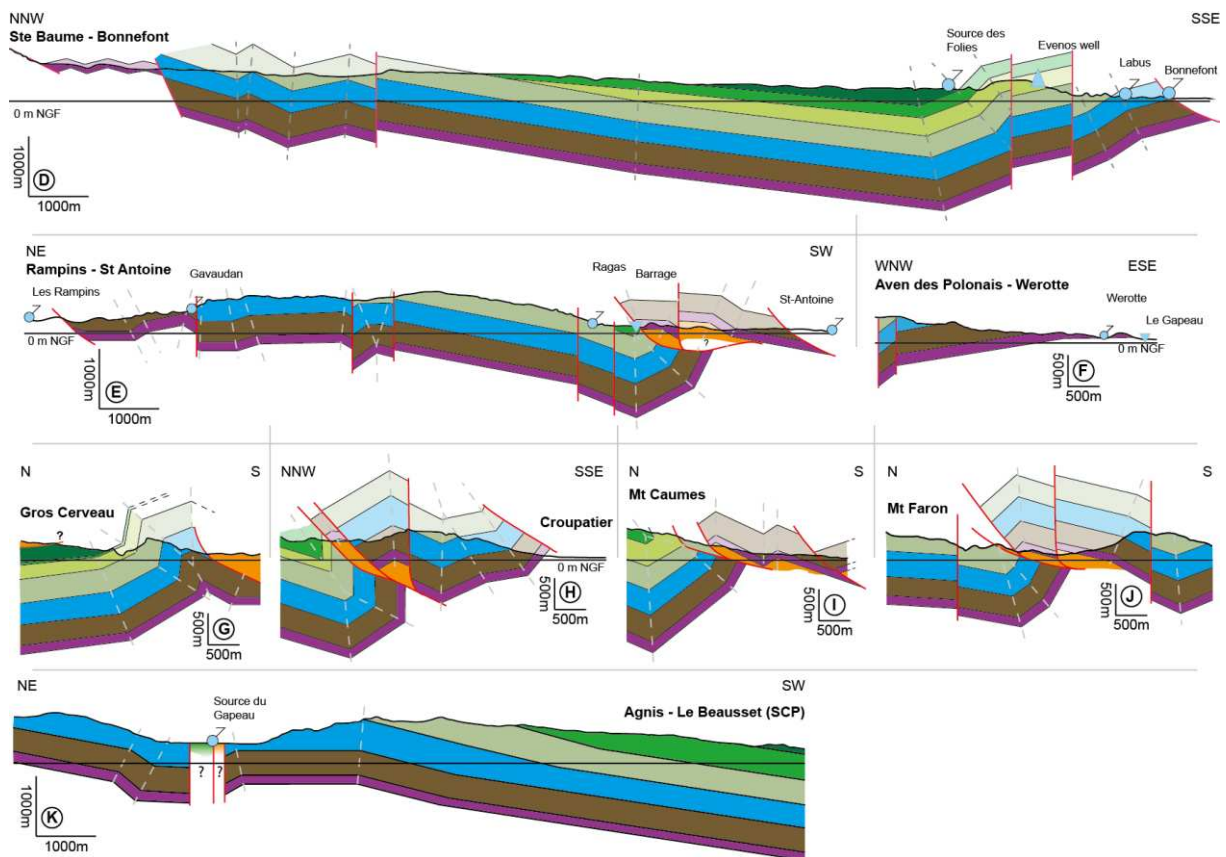 NNW
SSE
Ste Baume - Bonnefont
Source des
Folies
Evenos well
Labus
Bonnefont
0 m NGF
1000m
D
1000m
NE
SW
Rampins - St Antoine
Les Rampins
Gavaudan
Ragas
Barrage
St-Antoine
?
0 m NGF
1000m
E
1000m
WNW
ESE
Aven des Polonais - Werotte
Werotte
Le Gapeau
0 m NGF
500m
F
500m
N
S
Gros Cerveau
?
500m
G
500m
NNW
SSE
Croupatier
0 m NGF
500m
H
500m
N
S
Mt Caumes
500m
I
500m
N
S
Mt Faron
500m
J
500m
NE
SW
Source du
Gapeau
Agnis - Le Beausset (SCP)
? ?
1000m
K
1000m